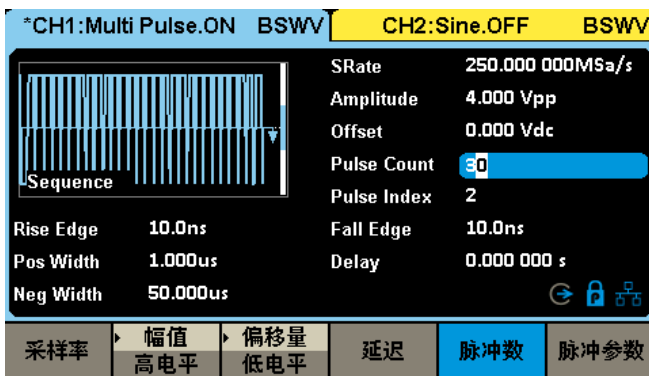 *CH1:Multi Pulse.ON BSWV CH2:Sine.OFF BSWV
SRate 250.000 000MSa/s
Amplitude 4.000 Vpp
Offset 0.000 Vdc
Pulse Count 30
Sequence
Pulse Index 2
Rise Edge 10.0ns Fall Edge 10.0ns
Pos Width 1.000us Delay 0.000 000 s
Neg Width 50.000us
采样率 幅值 偏移量 延迟 脉冲数 脉冲参数
高电平 低电平